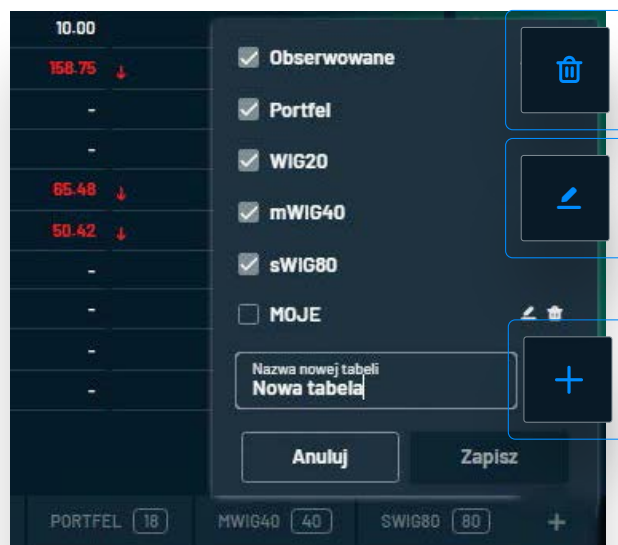 10.00
158.75 ↓
-
-
65.48 ↓
50.42 ↓
-
-
-
-
Obserwowane
Portfel
WIG20
mWIG40
sWIG80
MOJE
Nazwa nowej tabeli
Nowa tabela
Anuluj Zapisz
PORTFEL 18 MWIG40 40 SWIG80 80 +